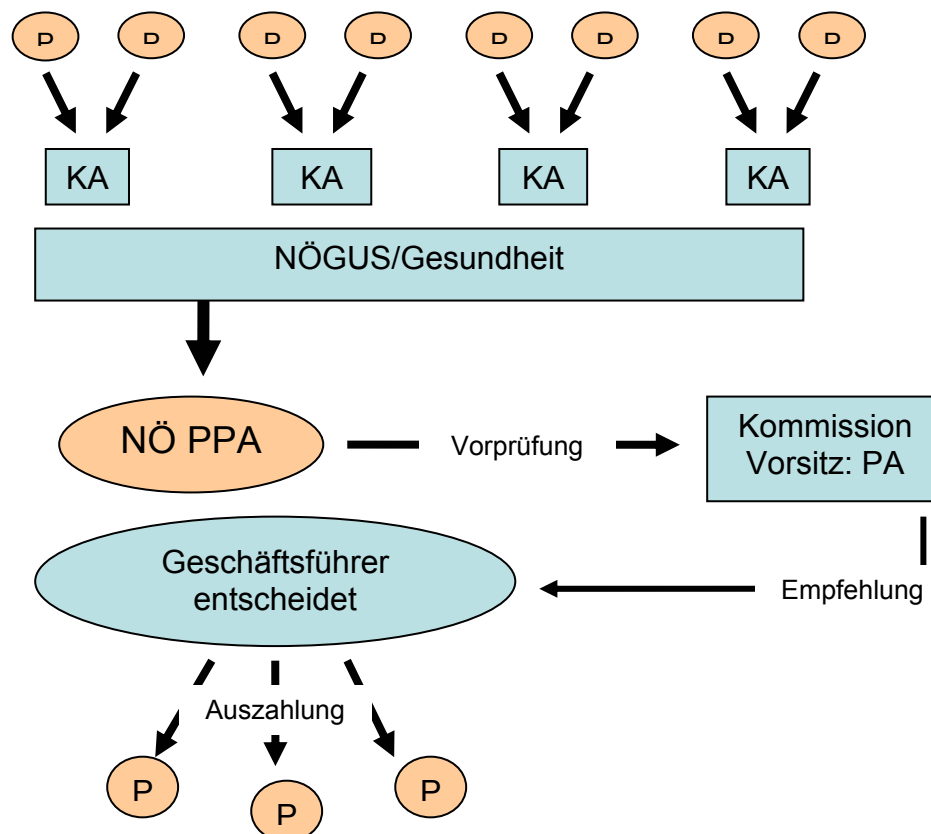 KA KA KA KA
NÖGUS/Gesundheit
NÖ PPA
Vorprüfung
Kommission
Vorsitz: PA
Geschäftsführer
entscheidet
Empfehlung
Auszahlung
P P P